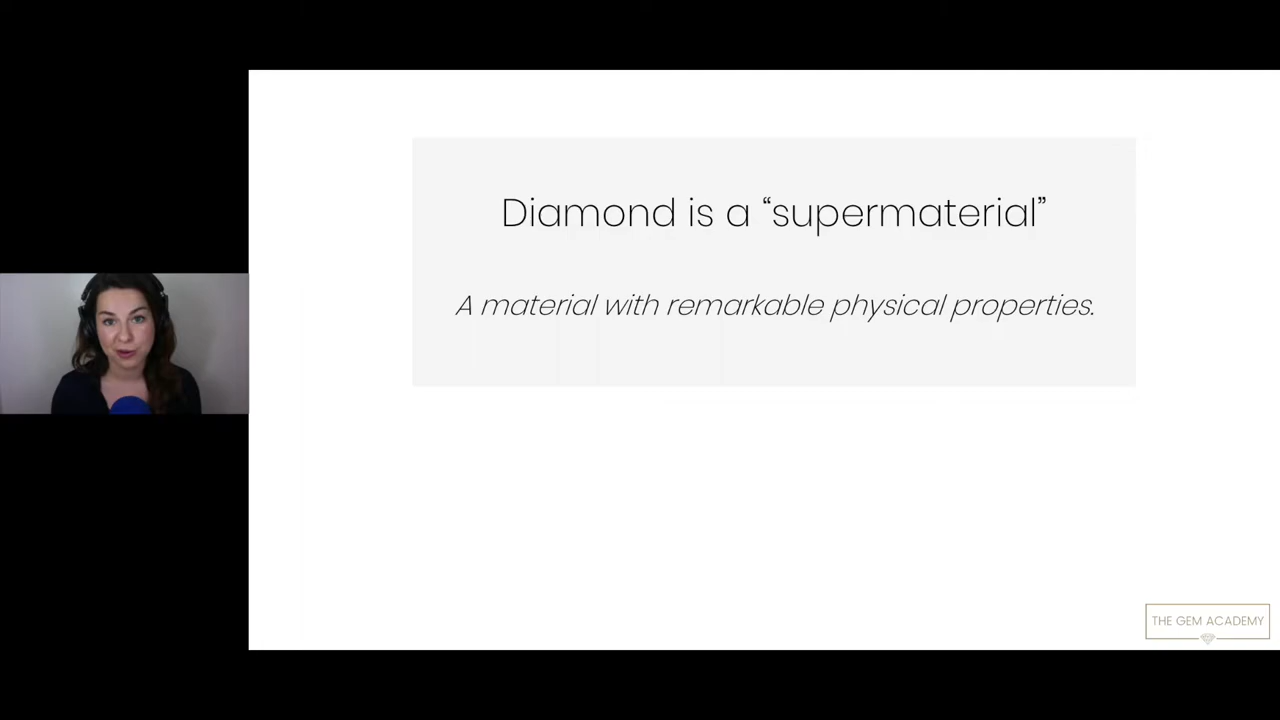 Diamond is a “supermaterial”
A material with remarkable physical properties.
THE GEM ACADEMY